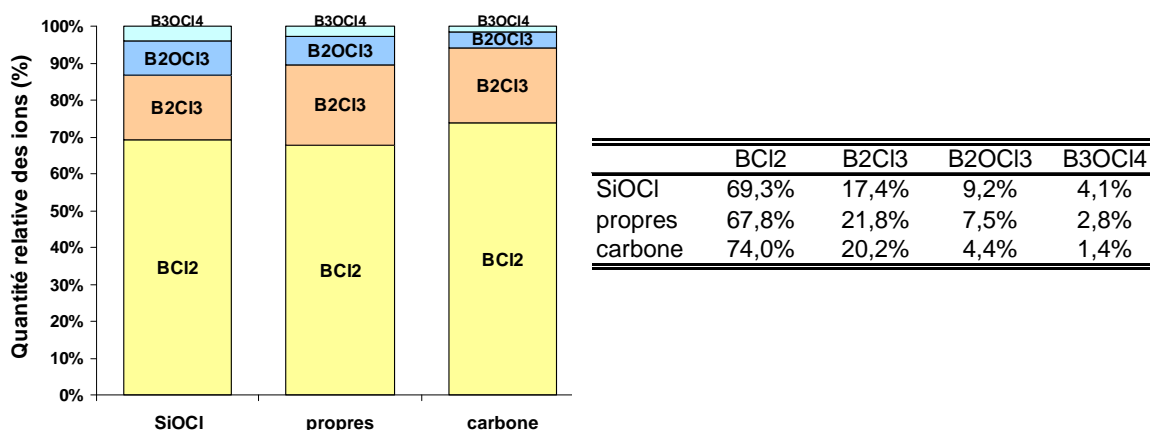 Quantité relative des ions (%)
100%
90%
80%
70%
60%
50%
40%
30%
20%
10%
0%
B3OCl4 B3OCl4 B3OCl4
B2OCl3 B2OCl3 B2OCl3
B2Cl3 B2Cl3 B2Cl3
BCl2 BCl2 BCl2
SiOCl propres carbone
BCl2 B2Cl3 B2OCl3 B3OCl4
SiOCl 69,3% 17,4% 9,2% 4,1%
propres 67,8% 21,8% 7,5% 2,8%
carbone 74,0% 20,2% 4,4% 1,4%